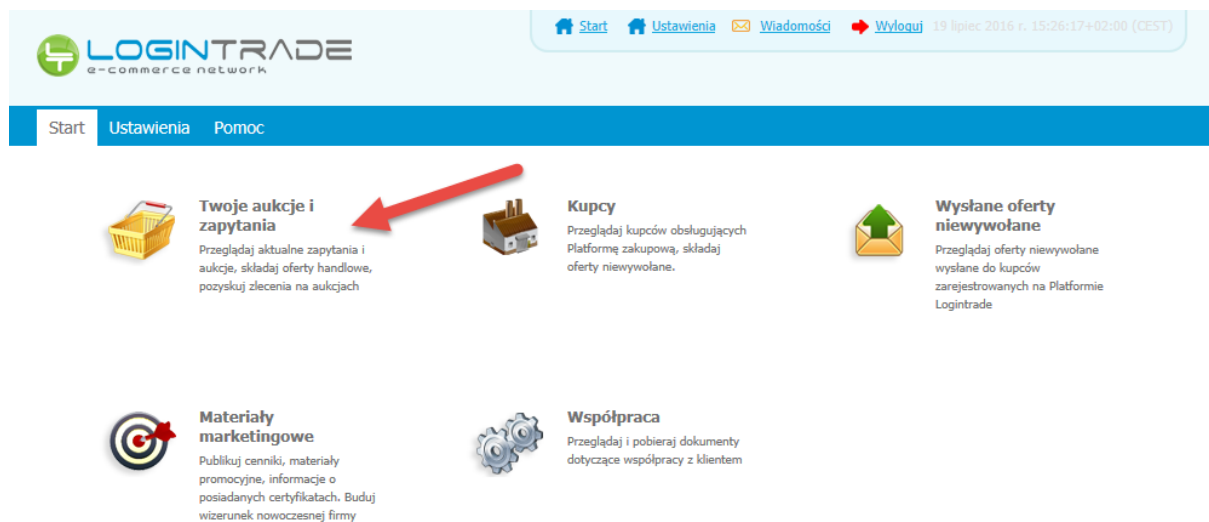 Start Ustawienia Wiadomości Wyloguj 19 lipiec 2016 r. 15:26:17+02:00 (CEST)
LOGINTRADE
e-commerce network
Start Ustawienia Pomoc
Twoje aukcje i
zapytania
Przeglądaj aktualne zapytania i
aukcje, składaj oferty handlowe,
pozyskuj zlecenia na aukcjach
Kupcy
Przeglądaj kupców obsługujących
Platformę zakupową, składaj
oferty niewywołane.
Wysłane oferty
niewywołane
Przeglądaj oferty niewywołane
wysłane do kupców
zarejestrowanych na Platformie
Logintrade
Materiały
marketingowe
Publikuj cenniki, materiały
promocyjne, informacje o
posiadanych certyfikatach. Buduj
wizerunek nowoczesnej firmy
Współpraca
Przeglądaj i pobieraj dokumenty
dotyczące współpracy z klientem